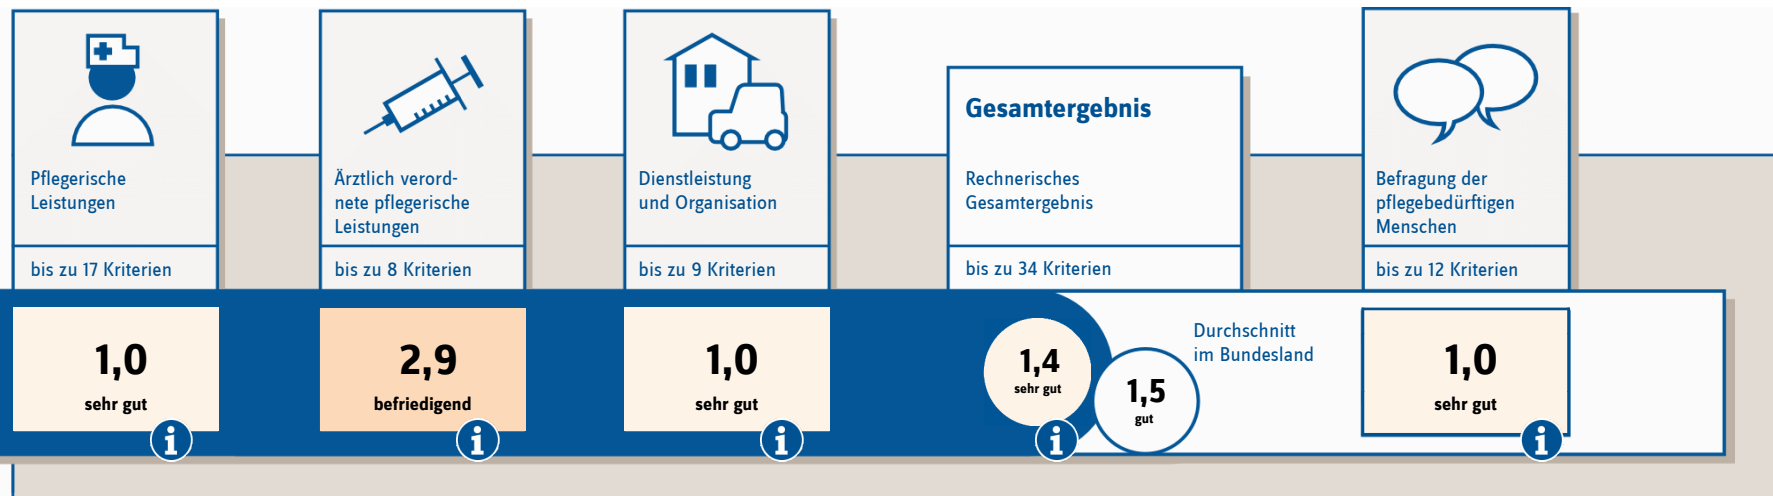 Pflegerische
Leistungen
bis zu 17 Kriterien
1,0
sehr gut
i
Ärztlich verord-
nete pflegerische
Leistungen
bis zu 8 Kriterien
2,9
befriedigend
i
Dienstleistung
und Organisation
bis zu 9 Kriterien
1,0
sehr gut
i
Gesamtergebnis
Rechnerisches
Gesamtergebnis
bis zu 34 Kriterien
1,4
sehr gut
i
Durchschnitt
im Bundesland
1,5
gut
Befragung der
pflegebedürftigen
Menschen
bis zu 12 Kriterien
1,0
sehr gut
i